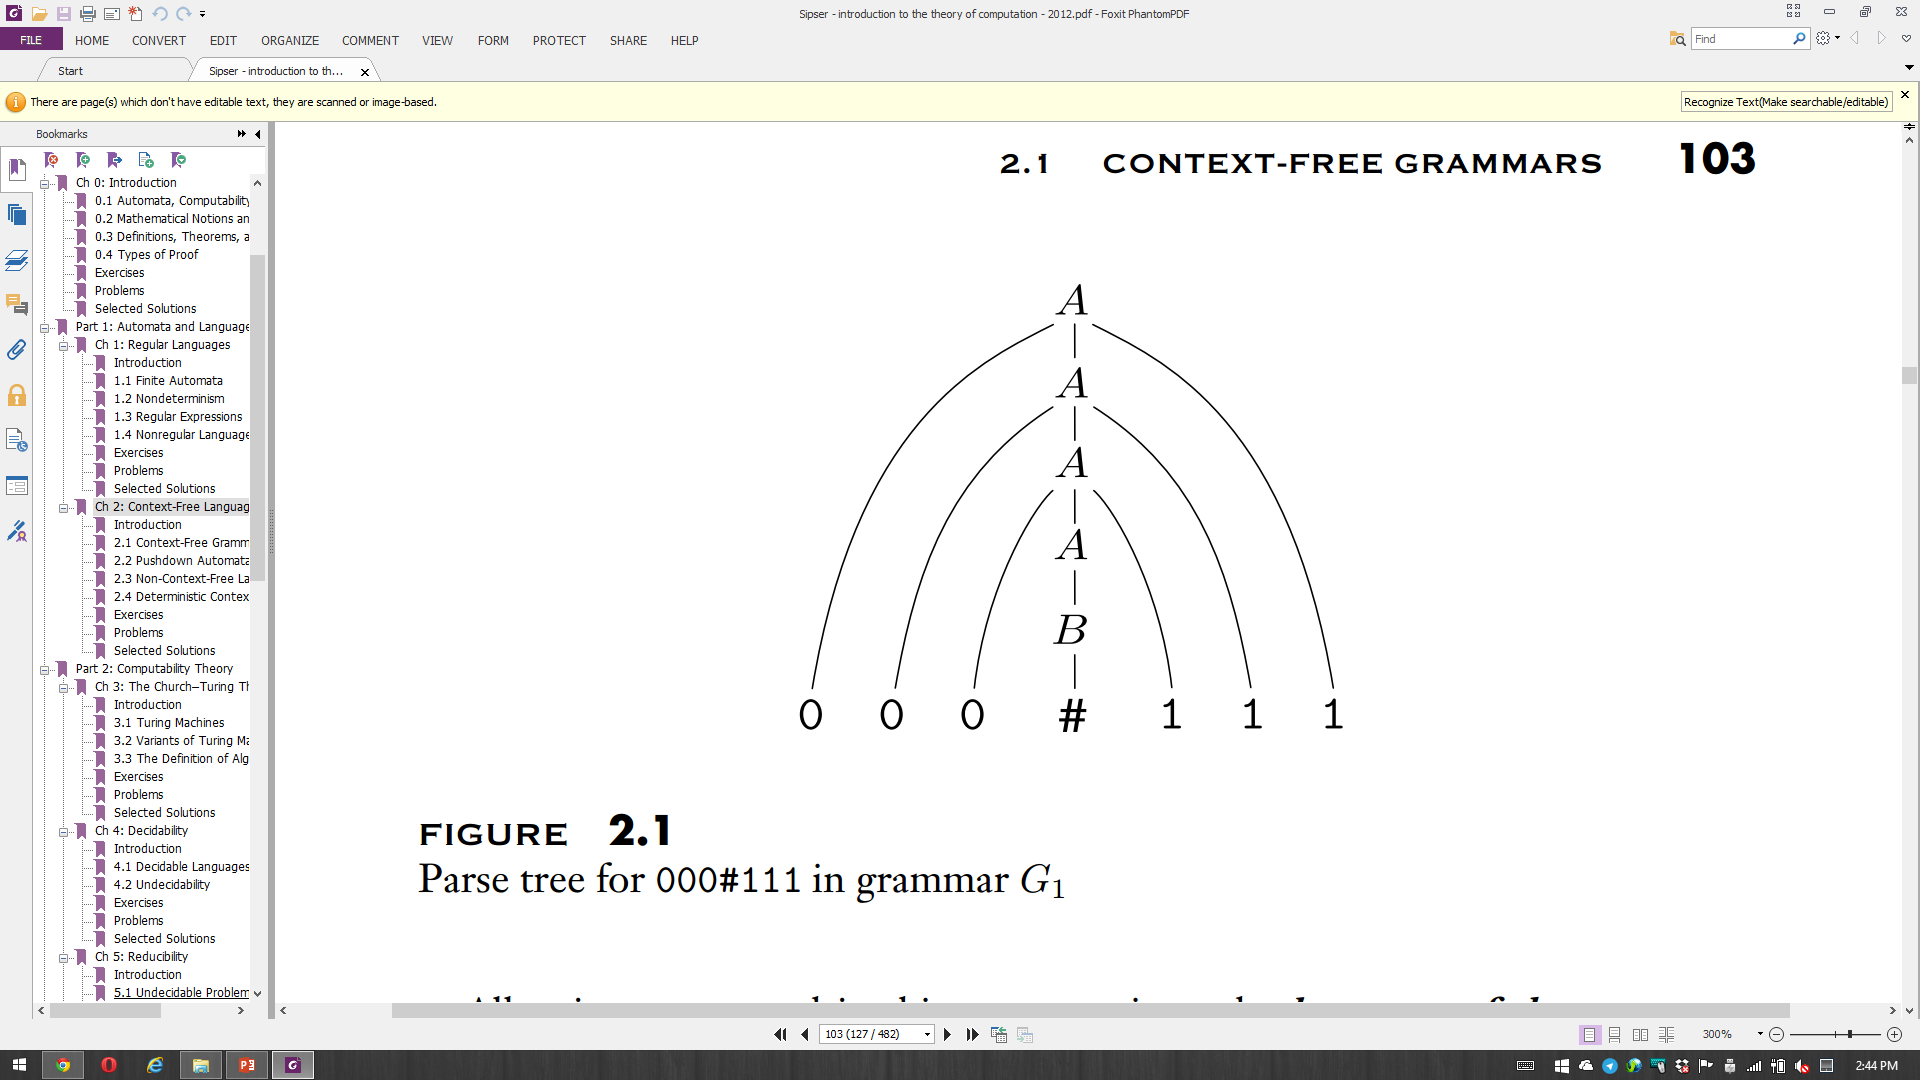 Sipser - introduction to the theory of computation - 2012.pdf - Foxit PhantomPDF
FILE HOME CONVERT EDIT ORGANIZE COMMENT VIEW FORM PROTECT SHARE HELP
Find
Start
Sipser - introduction to th...
There are page(s) which don't have editable text, they are scanned or image-based.
Recognize Text(Make searchable/editable)
Bookmarks
Ch 0: Introduction
0.1 Automata, Computability
0.2 Mathematical Notions an
0.3 Definitions, Theorems, a
0.4 Types of Proof
Exercises
Problems
Selected Solutions
Part 1: Automata and Language
Ch 1: Regular Languages
Introduction
1.1 Finite Automata
1.2 Nondeterminism
1.3 Regular Expressions
1.4 Nonregular Language
Exercises
Problems
Selected Solutions
Ch 2: Context-Free Languag
Introduction
2.1 Context-Free Gramm
2.2 Pushdown Automata
2.3 Non-Context-Free La
2.4 Deterministic Contex
Exercises
Problems
Selected Solutions
Part 2: Computability Theory
Ch 3: The Church–Turing Th
Introduction
3.1 Turing Machines
3.2 Variants of Turing Ma
3.3 The Definition of Alg
Exercises
Problems
Selected Solutions
Ch 4: Decidability
Introduction
4.1 Decidable Languages
4.2 Undecidability
Exercises
Problems
Selected Solutions
Ch 5: Reducibility
Introduction
5.1 Undecidable Problem
2.1 CONTEXT-FREE GRAMMARS 103
A
A
A
A
B
0 0 0 # 1 1 1
FIGURE 2.1
Parse tree for 000#111 in grammar G1
103 (127 / 482)
300%
2:44 PM